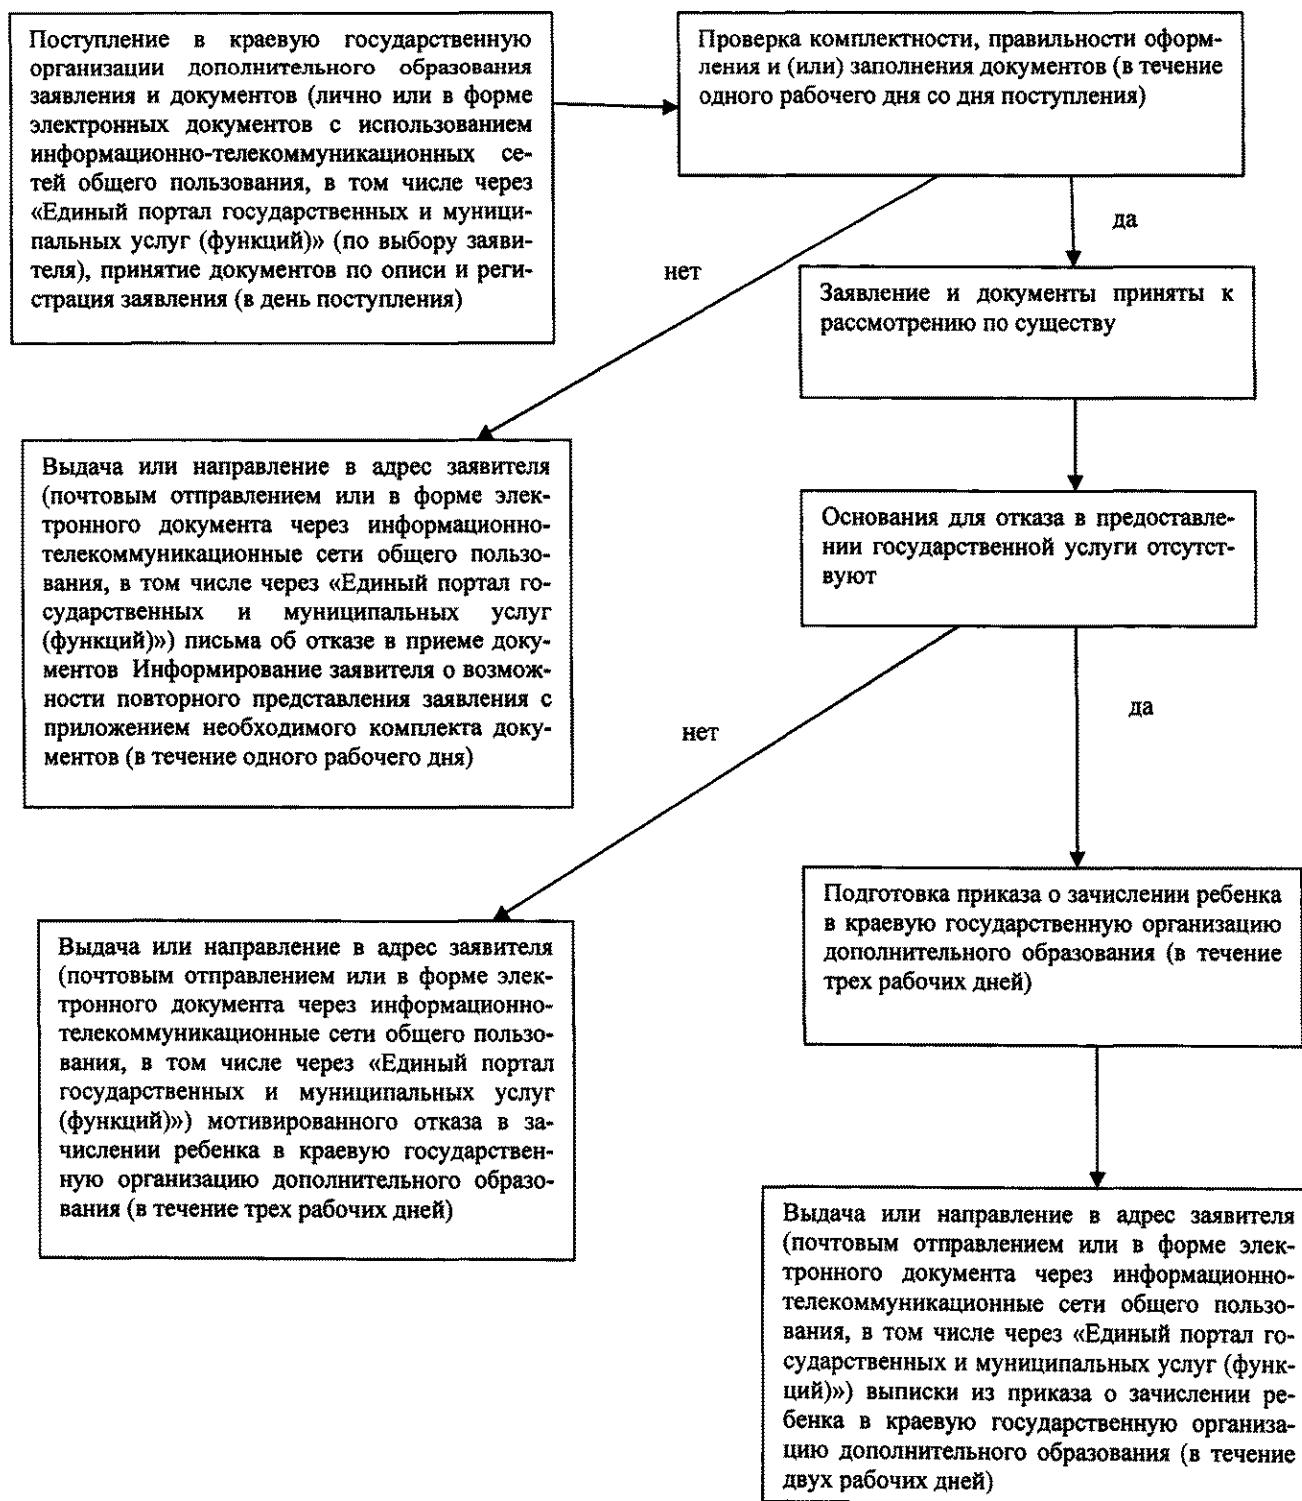 Поступление в краевую государственную
организации дополнительного образования
заявления и документов (лично или в форме
электронных документов с использованием
информационно-телекоммуникационных се-
тей общего пользования, в том числе через
«Единый портал государственных и муници-
пальных услуг (функций)» (по выбору заяви-
теля), принятие документов по описи и реги-
страция заявления (в день поступления)
Проверка комплектности, правильности оформ-
ления и (или) заполнения документов (в течение
одного рабочего дня со дня поступления)
да
нет
Заявление и документы приняты к
рассмотрению по существу
Выдача или направление в адрес заявителя
(почтовым отправлением или в форме элек-
тронного документа через информационно-
телекоммуникационные сети общего пользо-
вания, в том числе через «Единый портал го-
сударственных и муниципальных услуг
(функций)») письма об отказе в приеме доку-
ментов Информирование заявителя о возмож-
ности повторного представления заявления с
приложением необходимого комплекта доку-
ментов (в течение одного рабочего дня)
Основания для отказа в предоставле-
нии государственной услуги отсутст-
вуют
да
нет
Подготовка приказа о зачислении ребенка
в краевую государственную организацию
дополнительного образования (в течение
трех рабочих дней)
Выдача или направление в адрес заявителя
(почтовым отправлением или в форме элек-
тронного документа через информационно-
телекоммуникационные сети общего пользо-
вания, в том числе через «Единый портал
государственных и муниципальных услуг
(функций)») мотивированного отказа в за-
числении ребенка в краевую государствен-
ную организацию дополнительного образо-
вания (в течение трех рабочих дней)
Выдача или направление в адрес заявителя
(почтовым отправлением или в форме элек-
тронного документа через информационно-
телекоммуникационные сети общего пользо-
вания, в том числе через «Единый портал го-
сударственных и муниципальных услуг (функ-
ций)») выписки из приказа о зачислении ре-
бенка в краевую государственную организа-
цию дополнительного образования (в течение
двух рабочих дней)